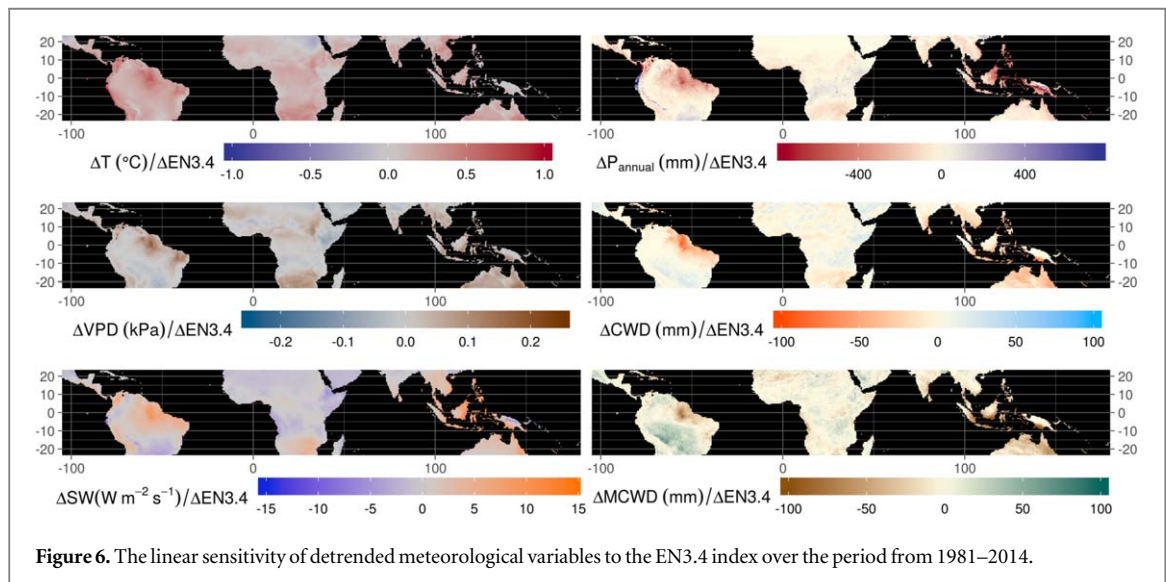 20
10
0
-10
-20
-100 0 100
ΔT (°C)/ΔEN3.4
-1.0 -0.5 0.0 0.5 1.0
20
10
0
-10
-20
0 100
ΔPannual (mm)/ΔEN3.4
-400 0 400
20
10
0
-10
-20
-100 0 100
ΔVPD (kPa)/ΔEN3.4
-0.2 -0.1 0.0 0.1 0.2
20
10
0
-10
-20
0 100
ΔCWD (mm)/ΔEN3.4
-100 -50 0 50 100
20
10
0
-10
-20
-100 0 100
ΔSW(W m⁻² s⁻¹)/ΔEN3.4
-15 -10 -5 0 5 10 15
20
10
0
-10
-20
0 100
ΔMCWD (mm)/ΔEN3.4
-100 -50 0 50 100
Figure 6. The linear sensitivity of detrended meteorological variables to the EN3.4 index over the period from 1981–2014.